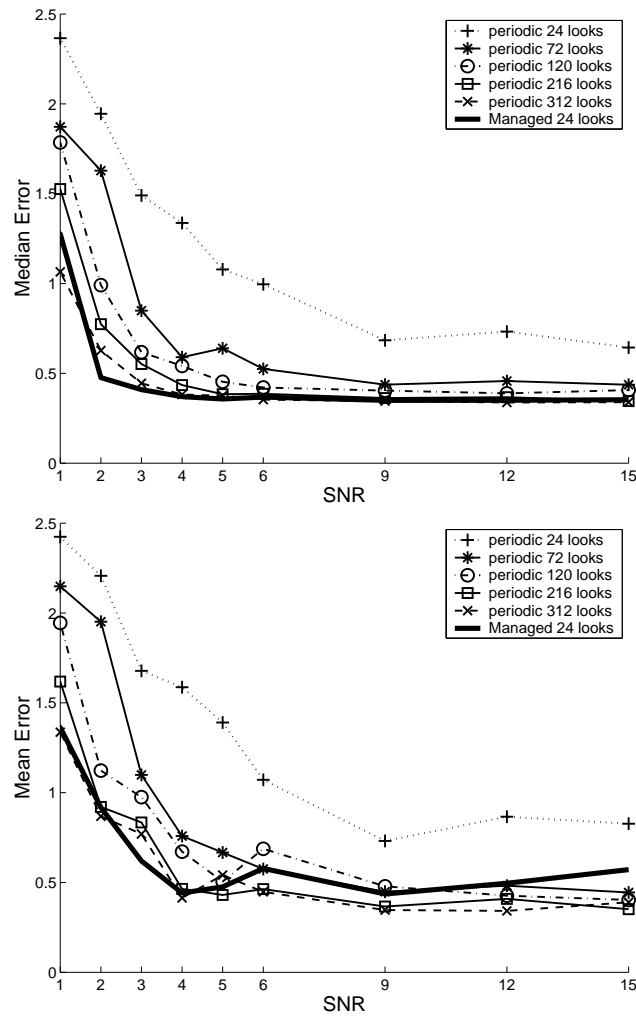 2.5
2
1.5
1
0.5
0
Median Error
periodic 24 looks
periodic 72 looks
periodic 120 looks
periodic 216 looks
periodic 312 looks
Managed 24 looks
1 2 3 4 5 6 9 12 15
SNR
2.5
2
1.5
1
0.5
0
Mean Error
periodic 24 looks
periodic 72 looks
periodic 120 looks
periodic 216 looks
periodic 312 looks
Managed 24 looks
1 2 3 4 5 6 9 12 15
SNR